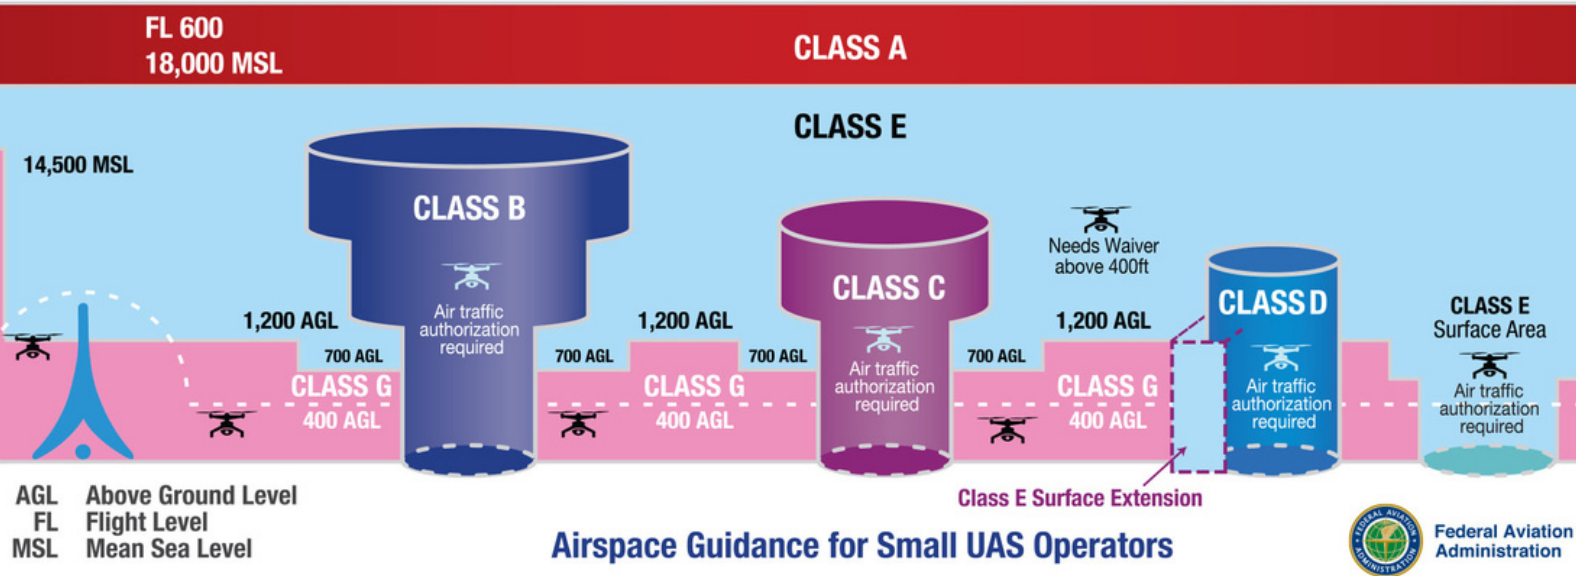 FL 600
18,000 MSL
CLASS A
CLASS E
14,500 MSL
CLASS B
Air traffic
authorization
required
1,200 AGL
700 AGL
CLASS G
400 AGL
700 AGL
1,200 AGL
CLASS G
400 AGL
700 AGL
CLASS C
Air traffic
authorization
required
700 AGL
Needs Waiver
above 400ft
1,200 AGL
CLASS G
400 AGL
CLASS D
Air traffic
authorization
required
CLASS E
Surface Area
Air traffic
authorization
required
Class E Surface Extension
AGL Above Ground Level
FL Flight Level
MSL Mean Sea Level
Airspace Guidance for Small UAS Operators
FEDERAL AVIATION
ADMINISTRATION
Federal Aviation
Administration